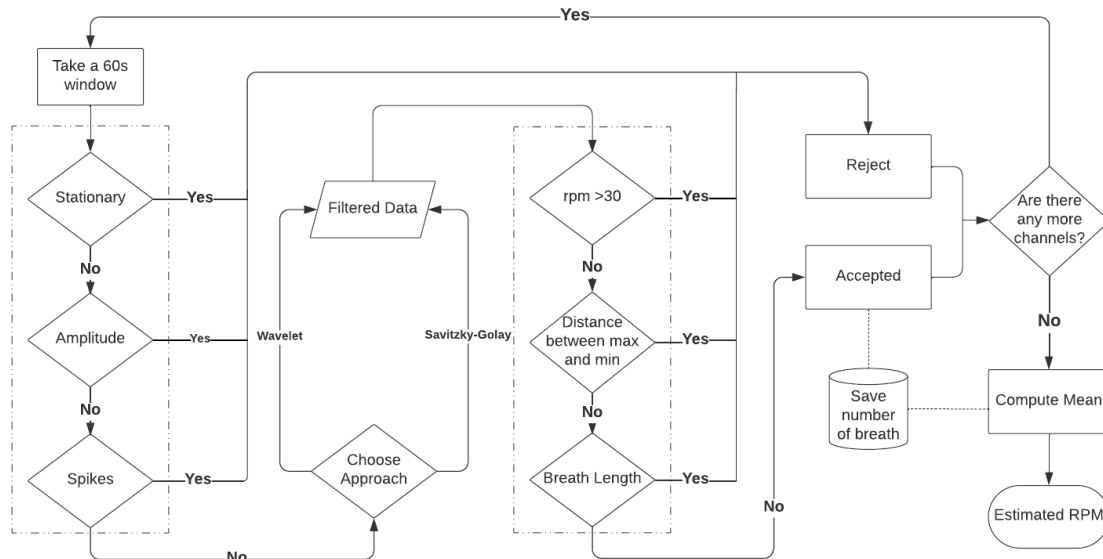 Yes
Take a 60s
window
Stationary
Yes
No
Amplitude
Yes
No
Spikes
Yes
No
Wavelet
Savitzky-Golay
Filtered Data
Choose
Approach
rpm >30
Yes
No
Distance
between max
and min
Yes
No
Breath Length
Yes
No
Reject
Accepted
Save
number
of breath
Are there
any more
channels?
No
Compute Mean
Estimated RPM